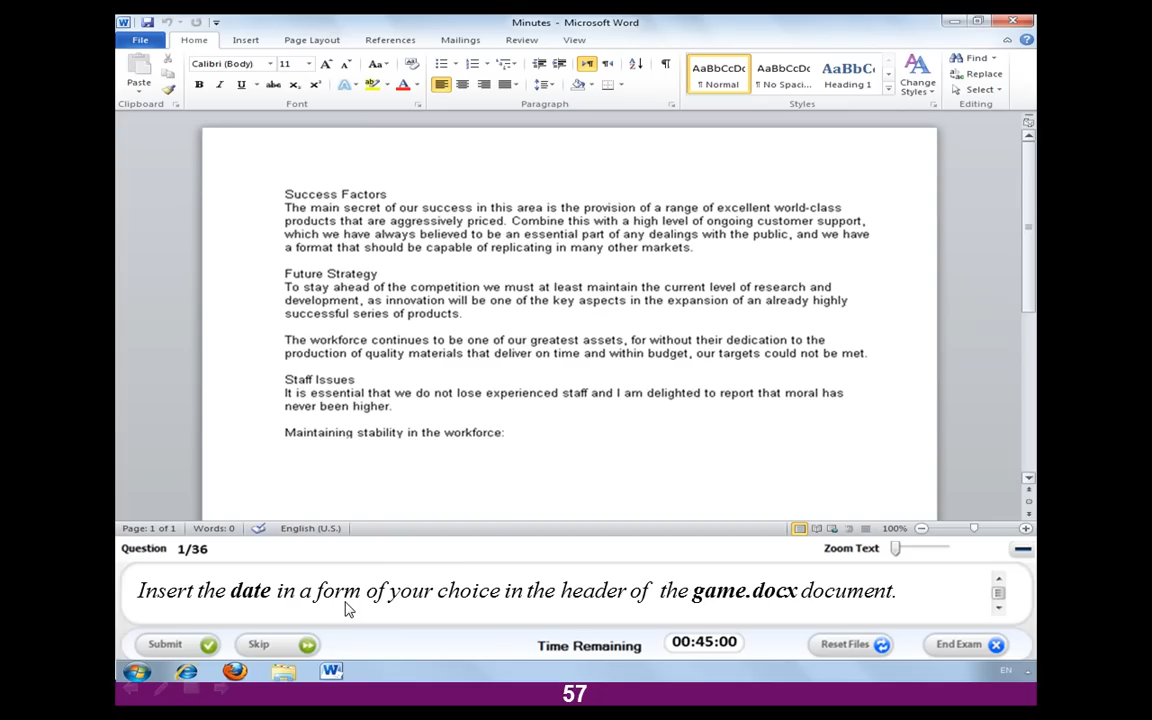 Minutes - Microsoft Word
File Home Insert Page Layout References Mailings Review View
Calibri (Body) 11 Aa
Paste
B I U abc x₂ x² A ab A
AaBbCcDc AaBbCcDc AaBbC
¶ Normal ¶ No Spaci... Heading 1
Change Styles
Find
Replace
Select
Clipboard Font Paragraph Styles Editing
Success Factors
The main secret of our success in this area is the provision of a range of excellent world-class
products that are aggressively priced. Combine this with a high level of ongoing customer support,
which we have always believed to be an essential part of any dealings with the public, and we have
a format that should be capable of replicating in many other markets.
Future Strategy
To stay ahead of the competition we must at least maintain the current level of research and
development, as innovation will be one of the key aspects in the expansion of an already highly
successful series of products.
The workforce continues to be one of our greatest assets, for without their dedication to the
production of quality materials that deliver on time and within budget, our targets could not be met.
Staff Issues
It is essential that we do not lose experienced staff and I am delighted to report that moral has
never been higher.
Maintaining stability in the workforce:
Page: 1 of 1 Words: 0 English (U.S.) 100%
Question 1/36 Zoom Text
Insert the date in a form of your choice in the header of the game.docx document.
Submit Skip Time Remaining 00:45:00 Reset Files End Exam
EN
57